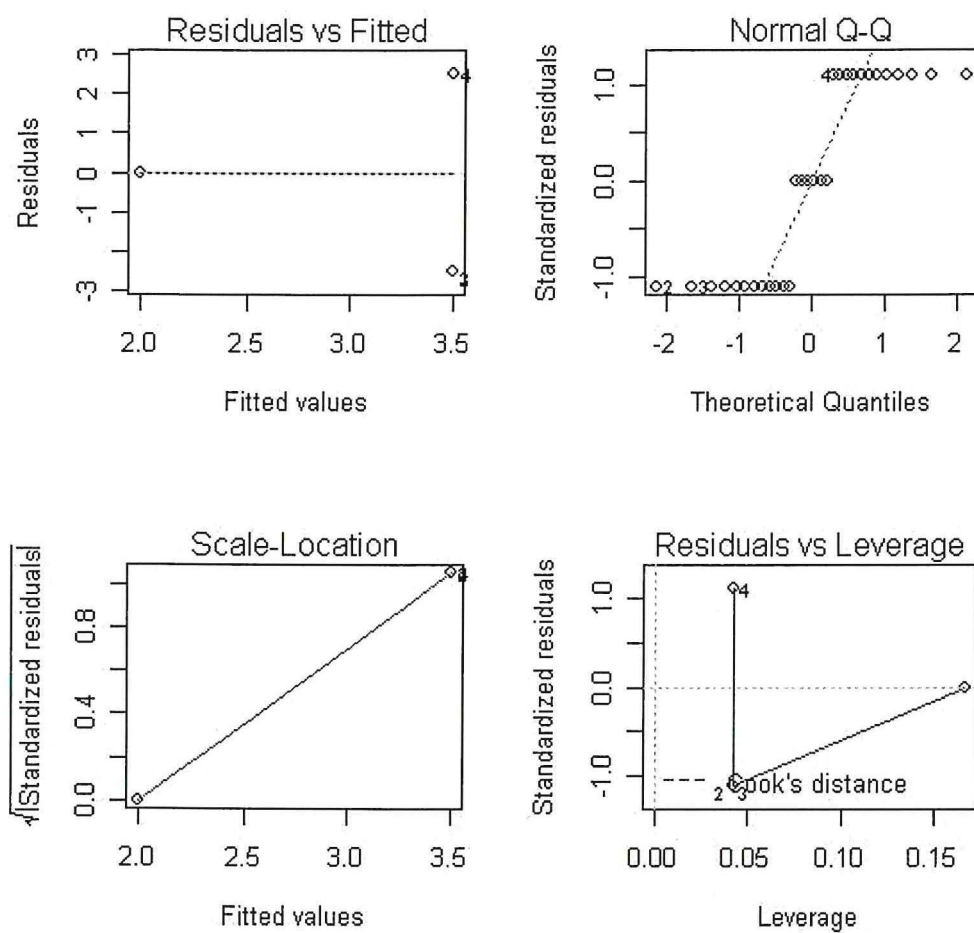 Residuals vs Fitted
Residuals
3
2
1
0
-1
-3
4
2.0 2.5 3.0 3.5
Fitted values
Normal Q-Q
Standardized residuals
1.0
0.0
-1.0
4
2 3
-2 -1 0 1 2
Theoretical Quantiles
Scale-Location
√|Standardized residuals|
0.8
0.4
0.0
2.0 2.5 3.0 3.5
Fitted values
Residuals vs Leverage
Standardized residuals
1.0
0.0
-1.0
4
2 3
ook's distance
0.00 0.05 0.10 0.15
Leverage